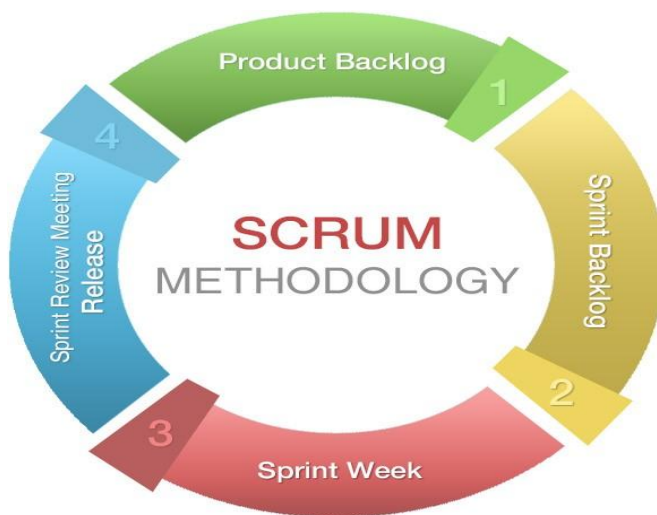 Product Backlog
1
Sprint Backlog
2
Sprint Week
3
Sprint Review Meeting
Release
4
SCRUM
METHODOLOGY